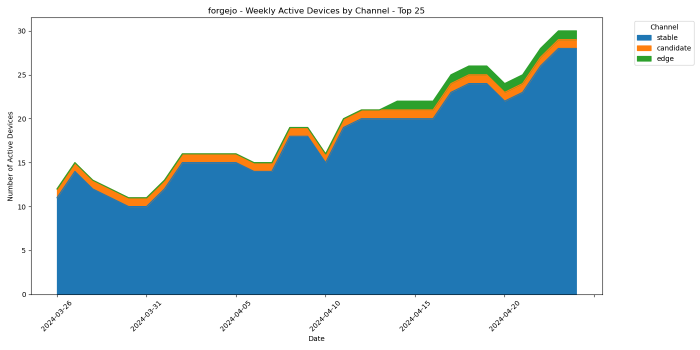 forgejo - Weekly Active Devices by Channel - Top 25
Channel
stable
candidate
edge
Number of Active Devices
30
25
20
15
10
5
0
2024-03-26
2024-03-31
2024-04-05
2024-04-10
2024-04-15
2024-04-20
Date